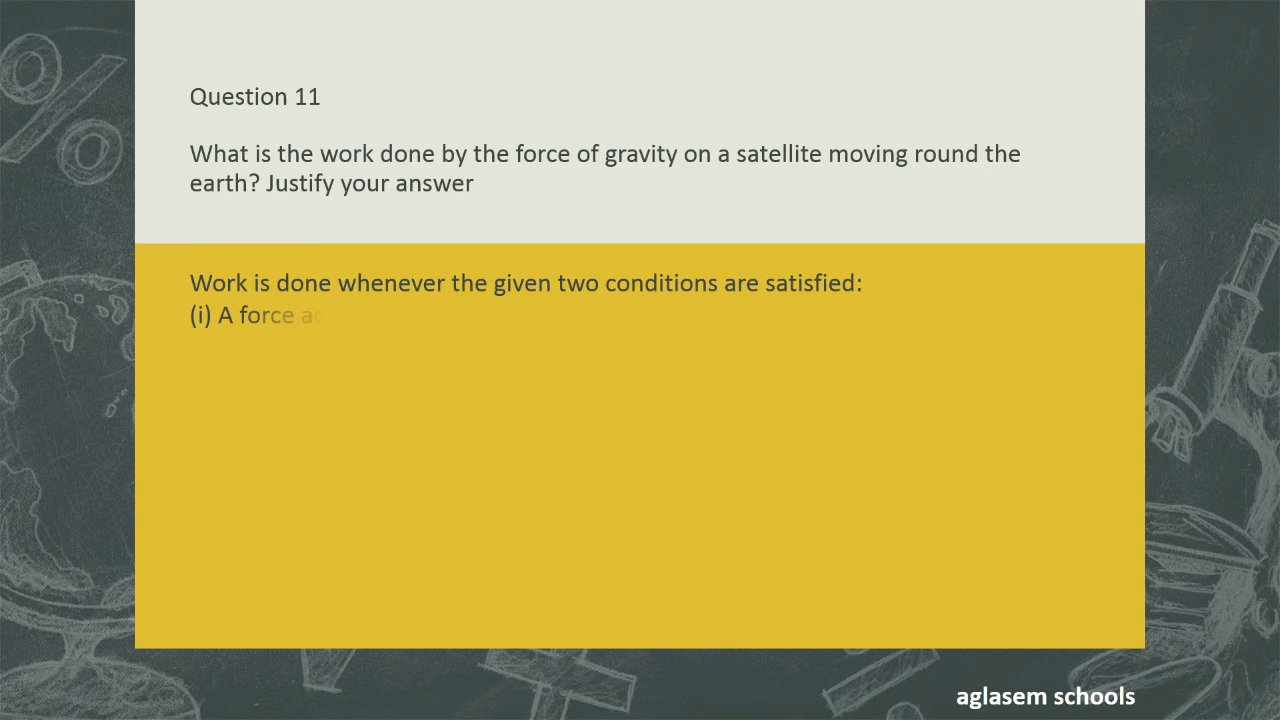 Question 11
What is the work done by the force of gravity on a satellite moving round the
earth? Justify your answer
Work is done whenever the given two conditions are satisfied:
(i) A force ac
aglasem schools